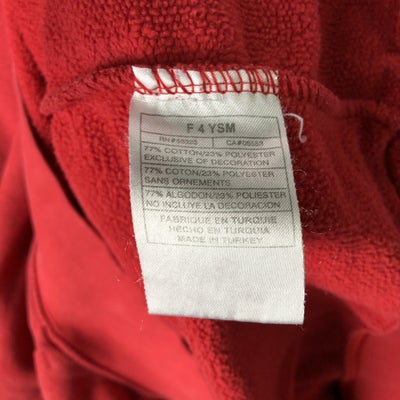 F 4 YSM
77% COTTON/23% POLYESTER
EXCLUSIVE OF DECORATION
77% COTON/23% POLYESTER
SANS ORNEMENTS
77% ALGODON/23% POLIESTER
NO INCLUYE LA DECORACION
FABRIQUE EN TURQUIE
HECHO EN TURQUIA
MADE IN TURKEY